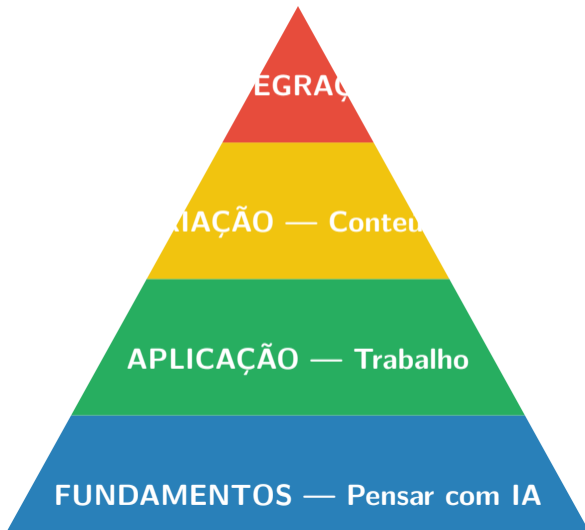 EGRAÇ
RIAÇÃO — Conteu
APLICAÇÃO — Trabalho
FUNDAMENTOS — Pensar com IA